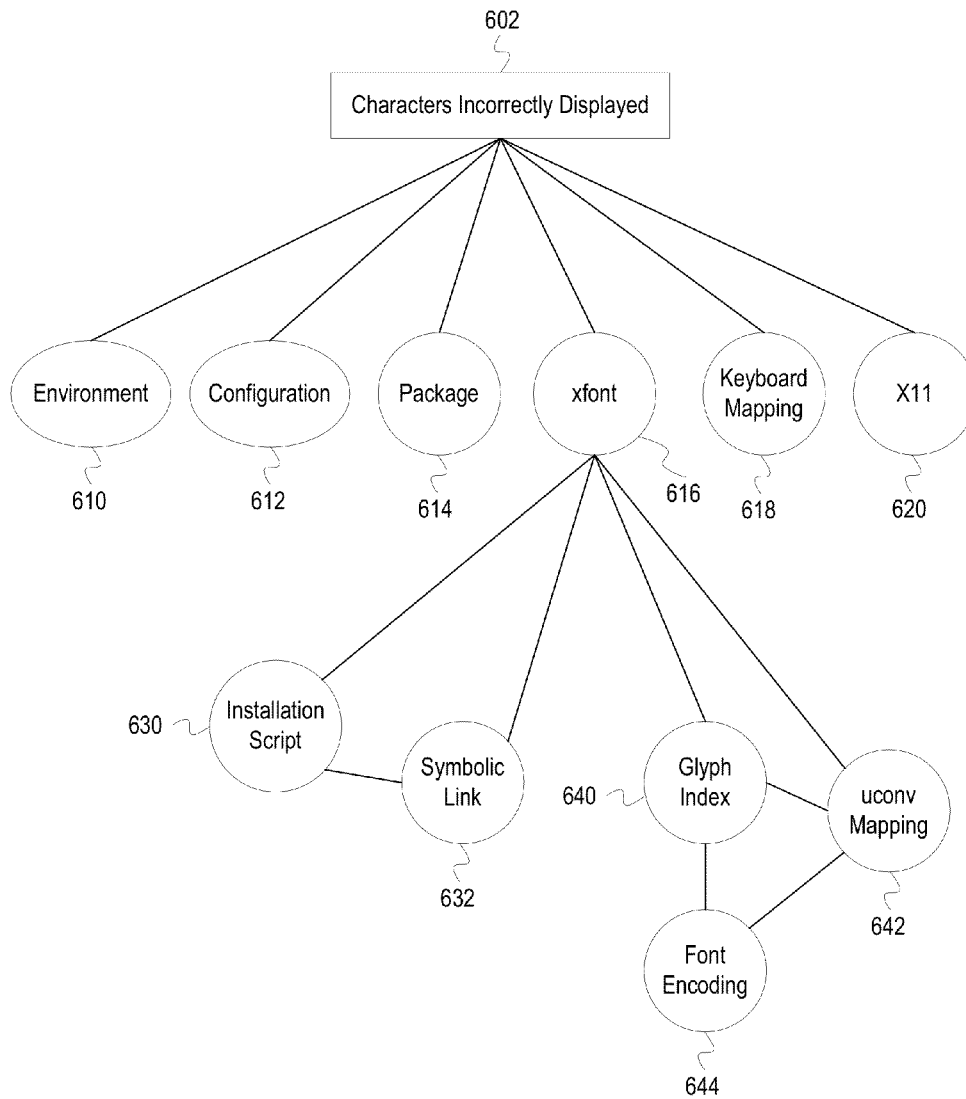 602
Characters Incorrectly Displayed
Environment
Configuration
Package
xfont
Keyboard
Mapping
X11
610
612
614
616
618
620
630
Installation
Script
Symbolic
Link
632
640
Glyph
Index
uconv
Mapping
642
Font
Encoding
644